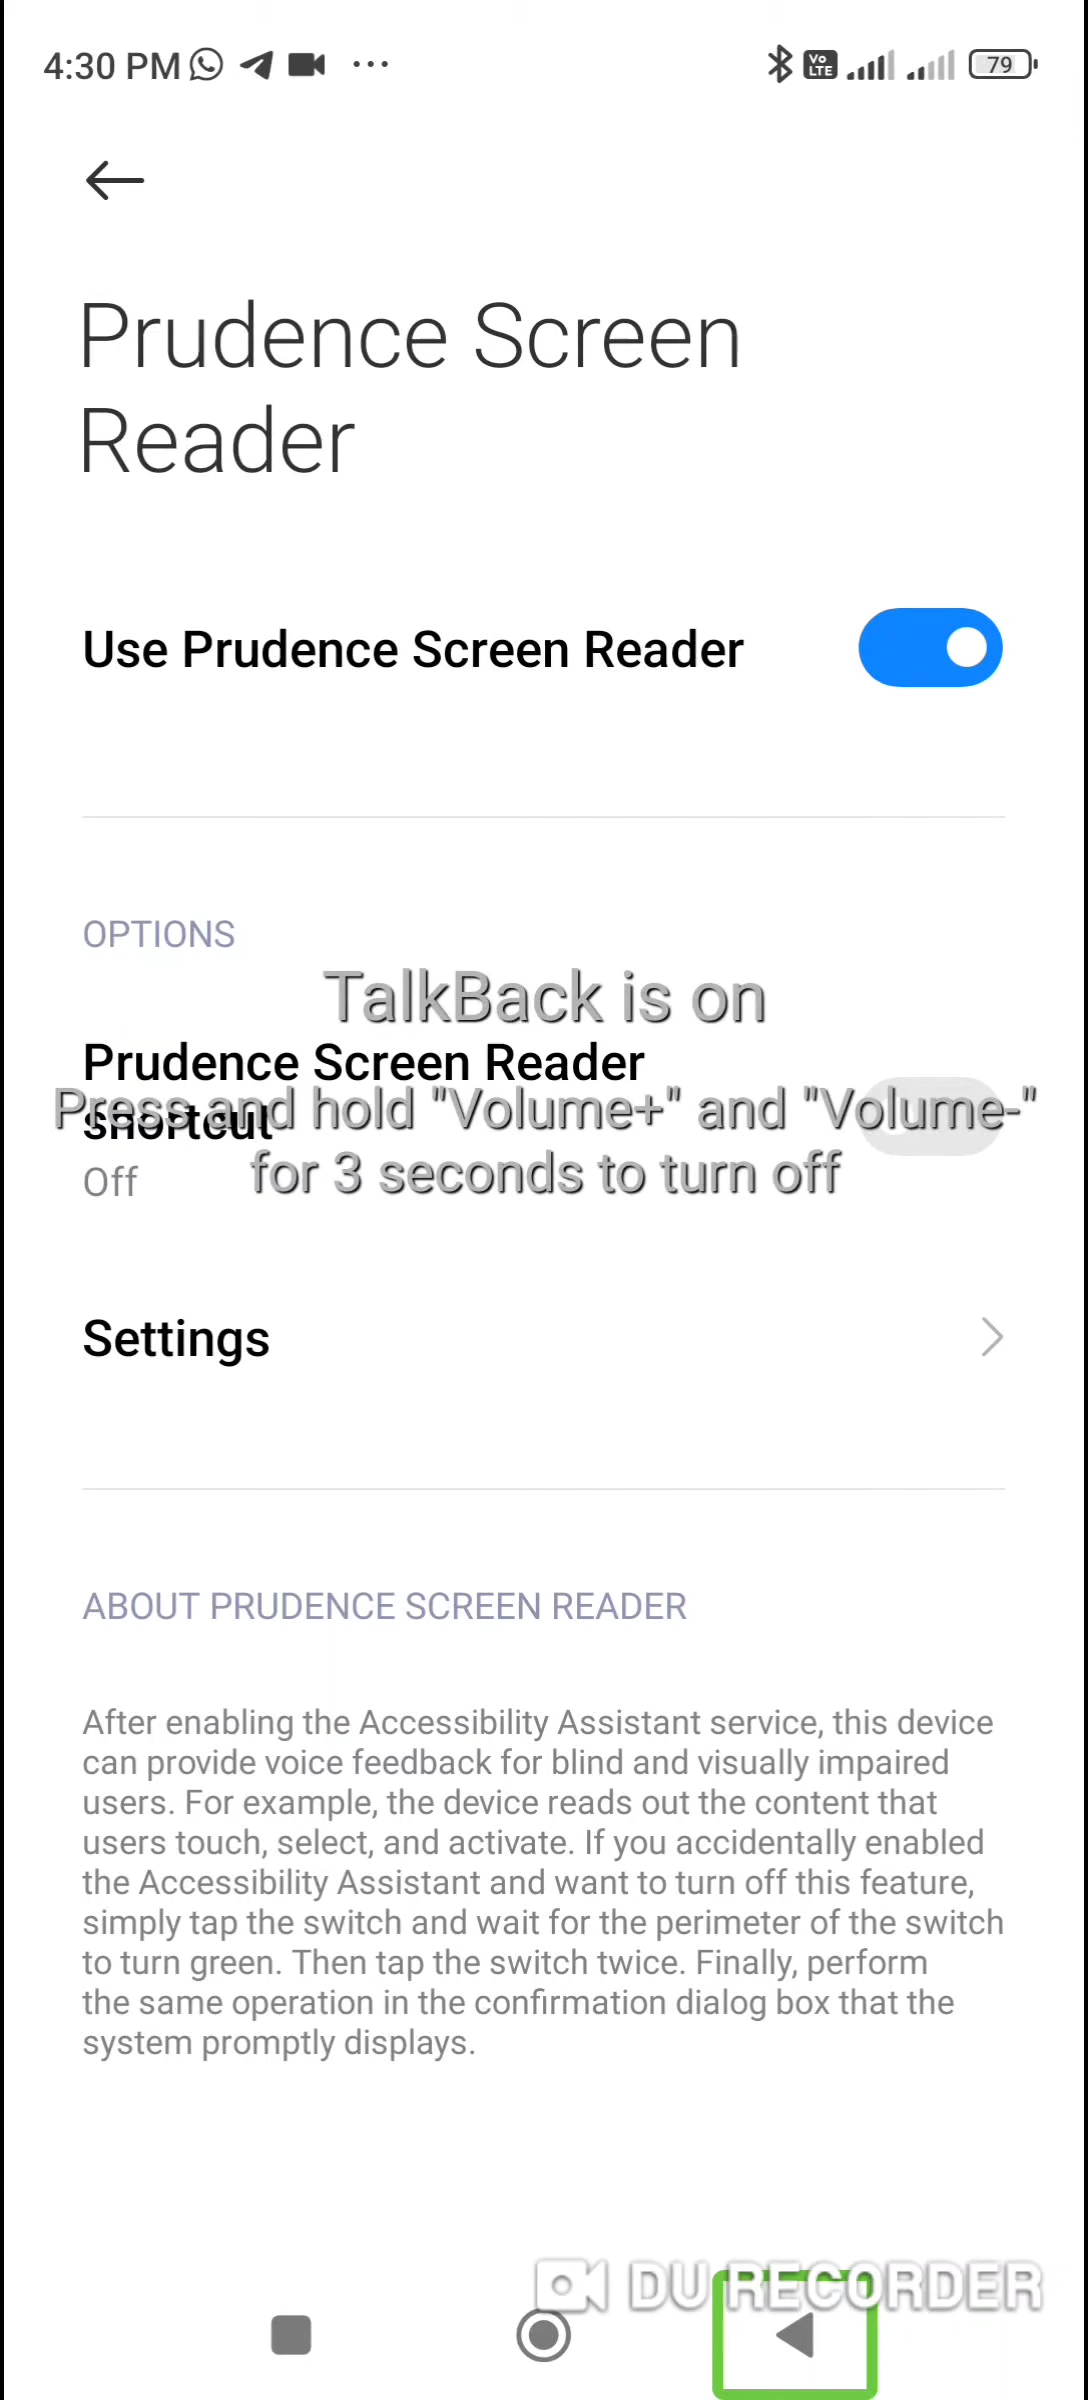 4:30 PM
Vo LTE
79
Prudence Screen
Reader
Use Prudence Screen Reader
OPTIONS
TalkBack is on
Prudence Screen Reader
shortcut
Press and hold "Volume+" and "Volume-"
for 3 seconds to turn off
Off
Settings
ABOUT PRUDENCE SCREEN READER
After enabling the Accessibility Assistant service, this device
can provide voice feedback for blind and visually impaired
users. For example, the device reads out the content that
users touch, select, and activate. If you accidentally enabled
the Accessibility Assistant and want to turn off this feature,
simply tap the switch and wait for the perimeter of the switch
to turn green. Then tap the switch twice. Finally, perform
the same operation in the confirmation dialog box that the
system promptly displays.
DU RECORDER